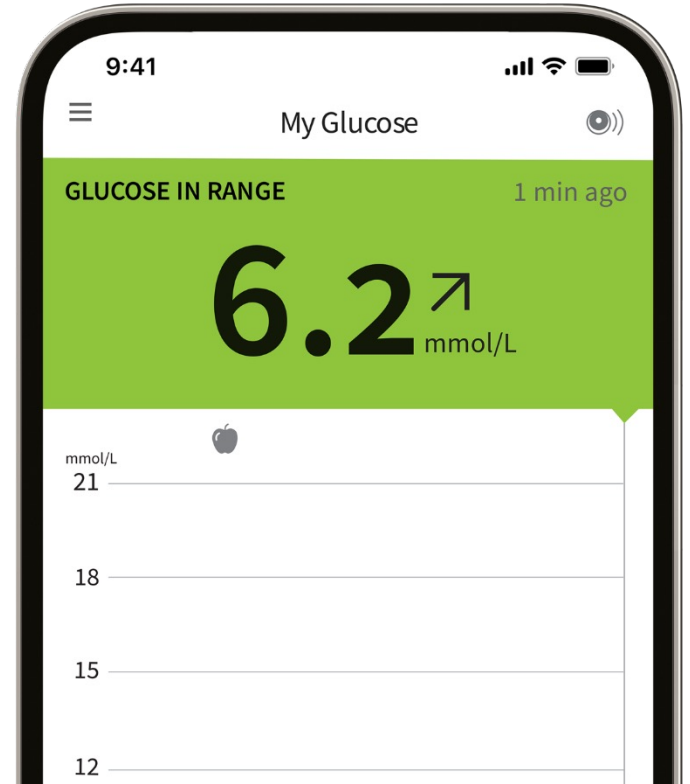 9:41
My Glucose
GLUCOSE IN RANGE 1 min ago
6.2
mmol/L
mmol/L
21
18
15
12